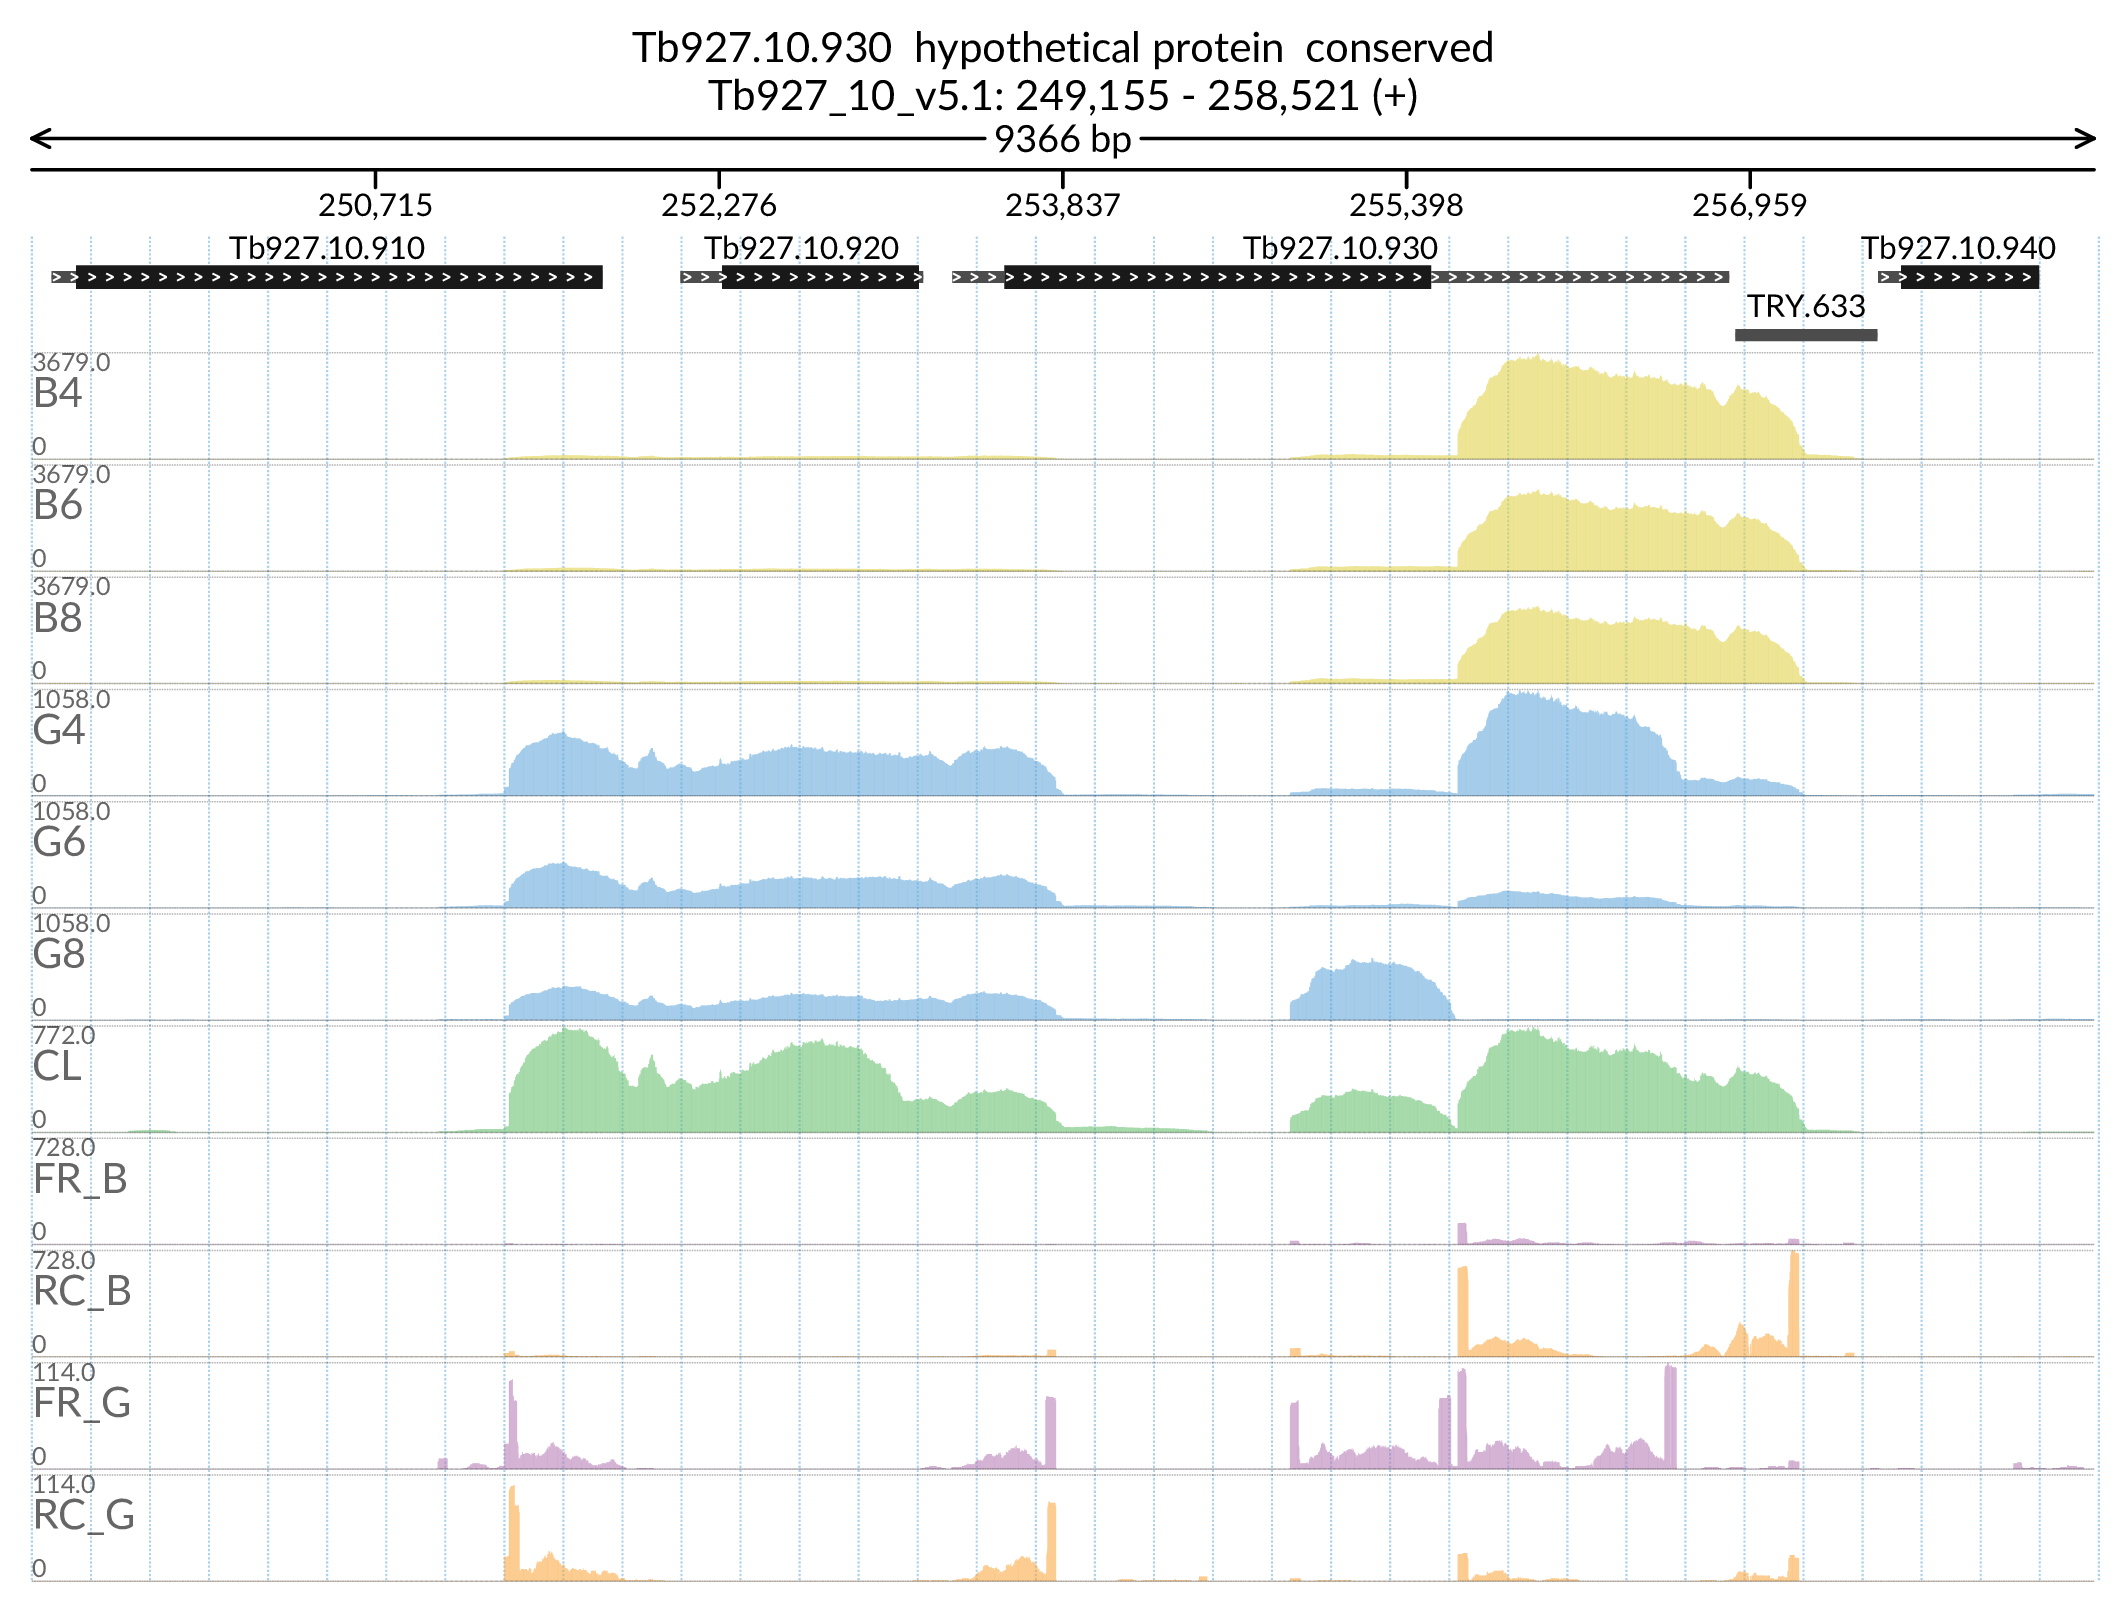 Tb927.10.930  hypothetical protein  conserved
Tb927_10_v5.1: 249,155 - 258,521 (+)
9366 bp
250,715 252,276 253,837 255,398 256,959
Tb927.10.910 Tb927.10.920 Tb927.10.930 Tb927.10.940
TRY.633
3679.0
B4
0
3679.0
B6
0
3679.0
B8
0
1058.0
G4
0
1058.0
G6
0
1058.0
G8
0
772.0
CL
0
728.0
FR_B
0
728.0
RC_B
0
114.0
FR_G
0
114.0
RC_G
0